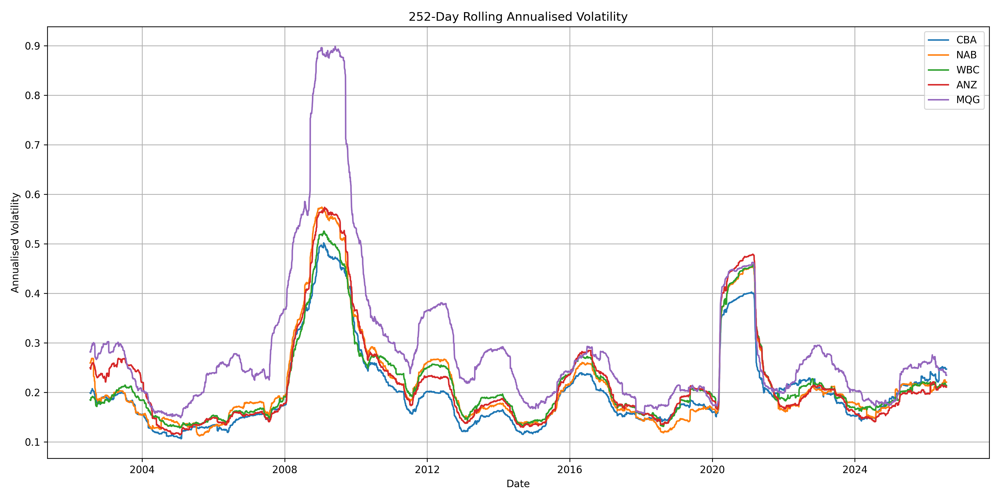 252-Day Rolling Annualised Volatility
CBA
NAB
WBC
ANZ
MQG
Annualised Volatility
0.9
0.8
0.7
0.6
0.5
0.4
0.3
0.2
0.1
2004 2008 2012 2016 2020 2024
Date